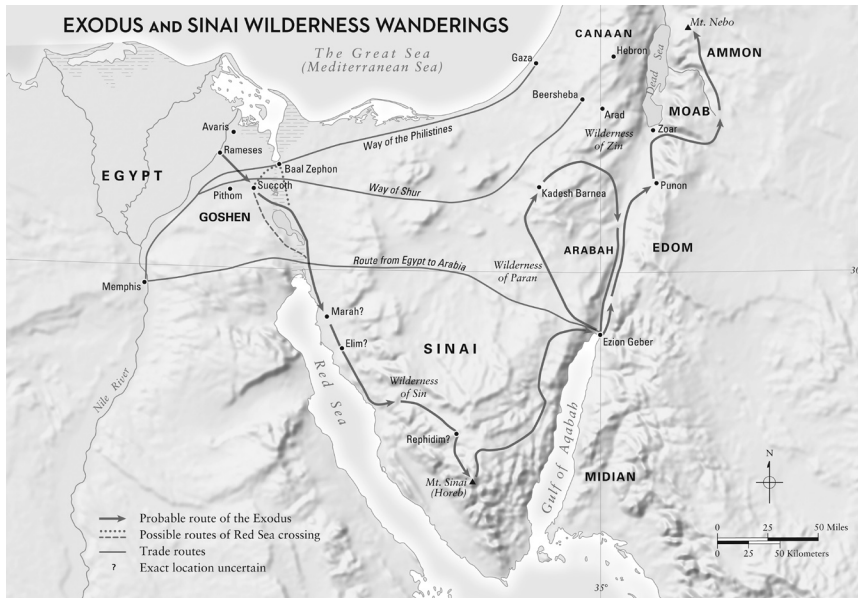 EXODUS AND SINAI WILDERNESS WANDERINGS
The Great Sea
(Mediterranean Sea)
Mt. Nebo
CANAAN
Hebron
AMMON
Dead Sea
Gaza
Beersheba
Arad
MOAB
Wilderness
of Zin
Zoar
Avaris
Rameses
Way of the Philistines
EGYPT
Baal Zephon
Succoth
Pithom
Way of Shur
Kadesh Barnea
Punon
GOSHEN
ARABAH
EDOM
Route from Egypt to Arabia
Wilderness
of Paran
Memphis
Marah?
Elim?
SINAI
Ezion Geber
Red Sea
Nile River
Wilderness
of Sin
Rephidim?
Mt. Sinai
(Horeb)
Gulf of Aqabah
MIDIAN
N
Probable route of the Exodus
Possible routes of Red Sea crossing
Trade routes
? Exact location uncertain
0 25 50 Miles
0 25 50 Kilometers
35°